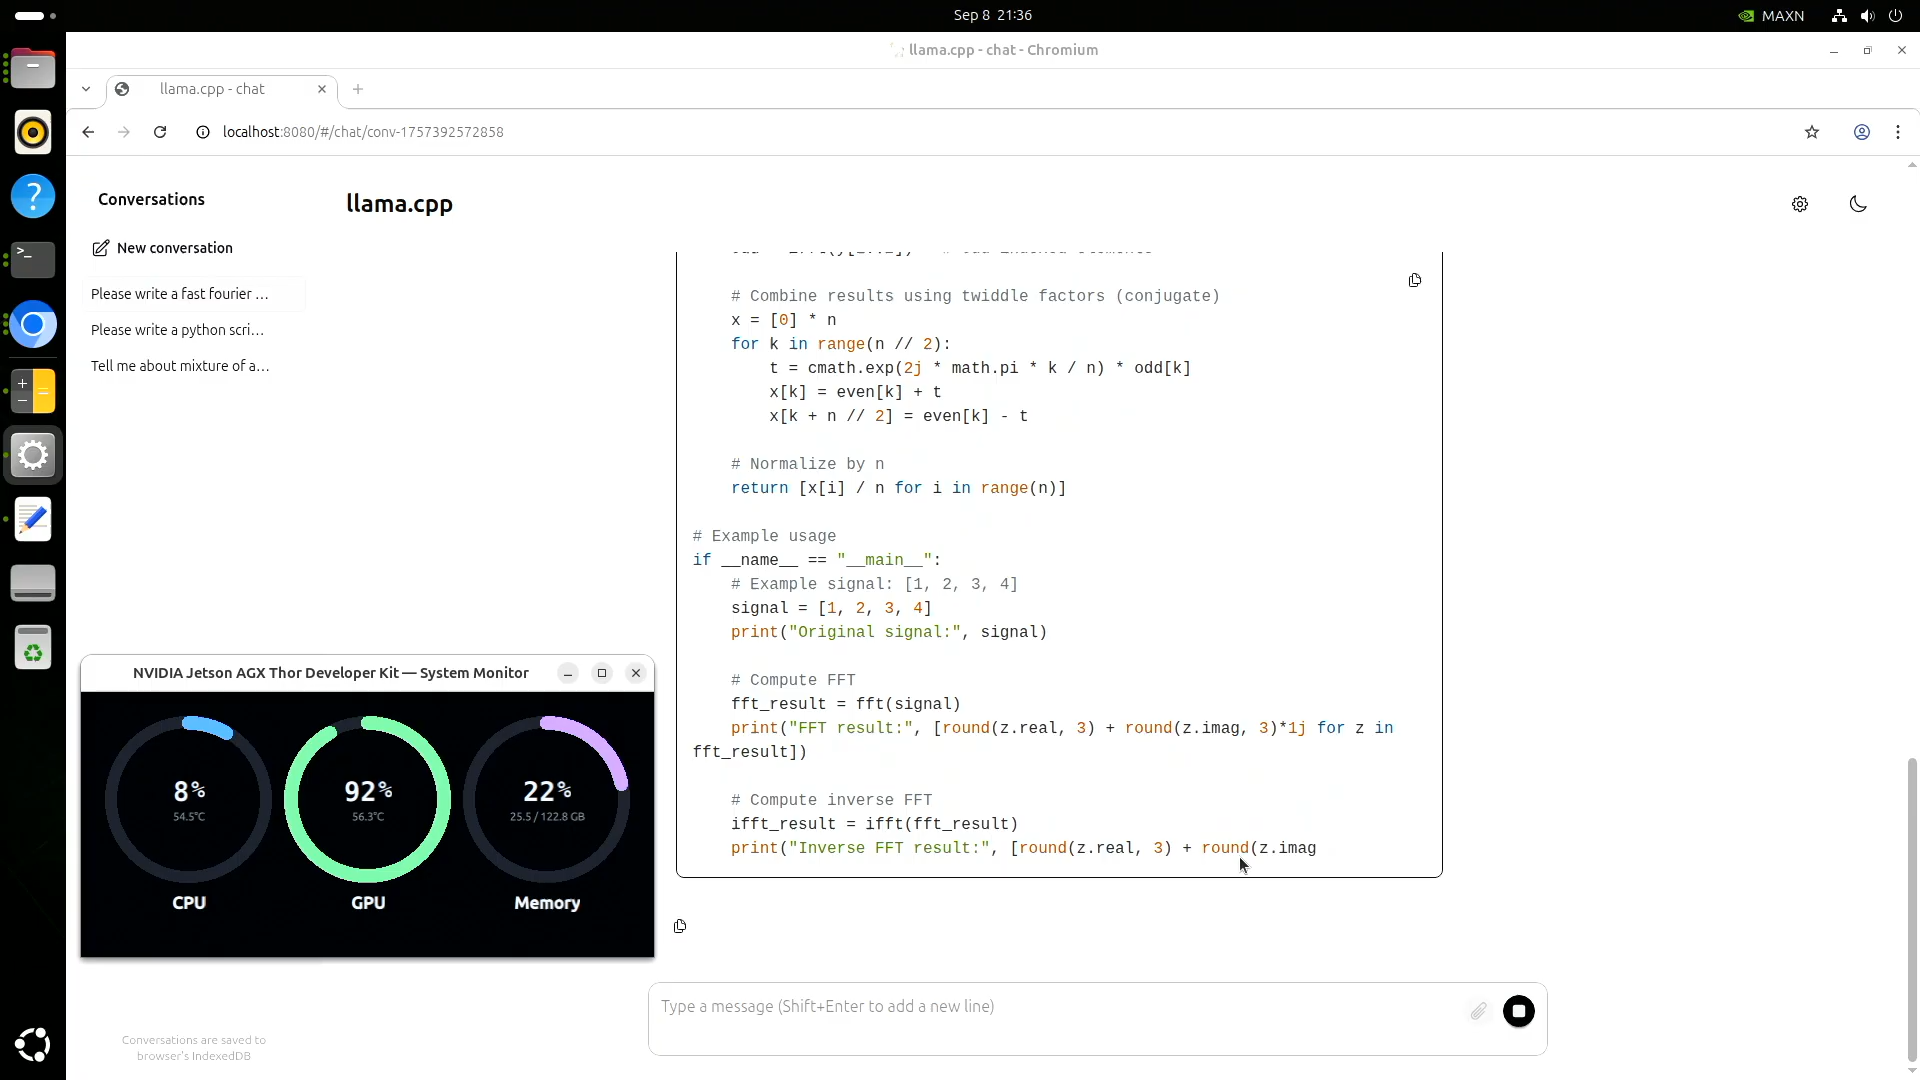 Sep 8 21:36
MAXN
llama.cpp - chat - Chromium
llama.cpp - chat
localhost:8080/#/chat/conv-1757392572858
Conversations
llama.cpp
New conversation
Please write a fast fourier ...
Please write a python scri...
Tell me about mixture of a...
# Combine results using twiddle factors (conjugate)
x = [0] * n
for k in range(n // 2):
t = cmath.exp(2j * math.pi * k / n) * odd[k]
x[k] = even[k] + t
x[k + n // 2] = even[k] - t
# Normalize by n
return [x[i] / n for i in range(n)]
# Example usage
if __name__ == "__main__":
# Example signal: [1, 2, 3, 4]
signal = [1, 2, 3, 4]
print("Original signal:", signal)
# Compute FFT
fft_result = fft(signal)
print("FFT result:", [round(z.real, 3) + round(z.imag, 3)*1j for z in
fft_result])
# Compute inverse FFT
ifft_result = ifft(fft_result)
print("Inverse FFT result:", [round(z.real, 3) + round(z.imag
NVIDIA Jetson AGX Thor Developer Kit — System Monitor
8% 92% 22%
54.5°C 56.3°C 25.5 / 122.8 GB
CPU GPU Memory
Type a message (Shift+Enter to add a new line)
Conversations are saved to
browser's IndexedDB